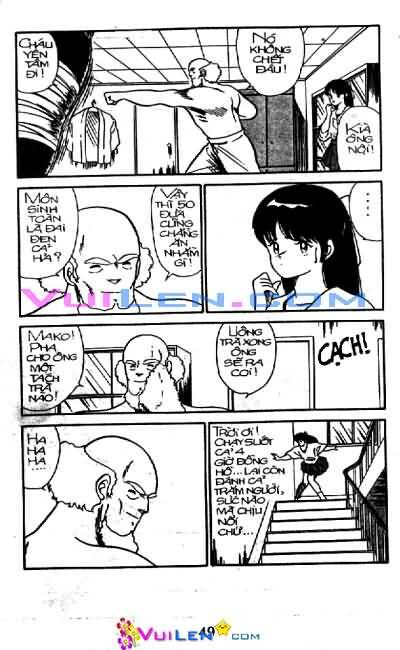 CHÁU
YÊN
TÂM
ĐI!
NÓ
KHÔNG
CHẾT
ĐÂU!
KÌA
ÔNG
NỘI!
MÔN
SINH
TOÀN
LÀ ĐAI
ĐEN
CẢ
HẢ?
VẬY
THÌ 50
ĐỨA
CŨNG
CHẲNG
ĂN
NHẰM
GÌ!
....
VUILEN.COM
MAKO!
PHA
CHO ÔNG
MỘT
TÁCH
TRÀ
NÀO!
UỐNG
TRÀ XONG
ÔNG
SẼ RA
COI!
CẠCH!
HA
HA
HA...
TRỜI ƠI!
CHẠY SUỐT
CẢ 4
GIỜ ĐỒNG
HỒ... LẠI CÒN
ĐÁNH CẢ
TRĂM NGƯỜI,
SỨC NÀO
MÀ CHỊU
NỔI
CHỨ...
49
VUILEN.COM